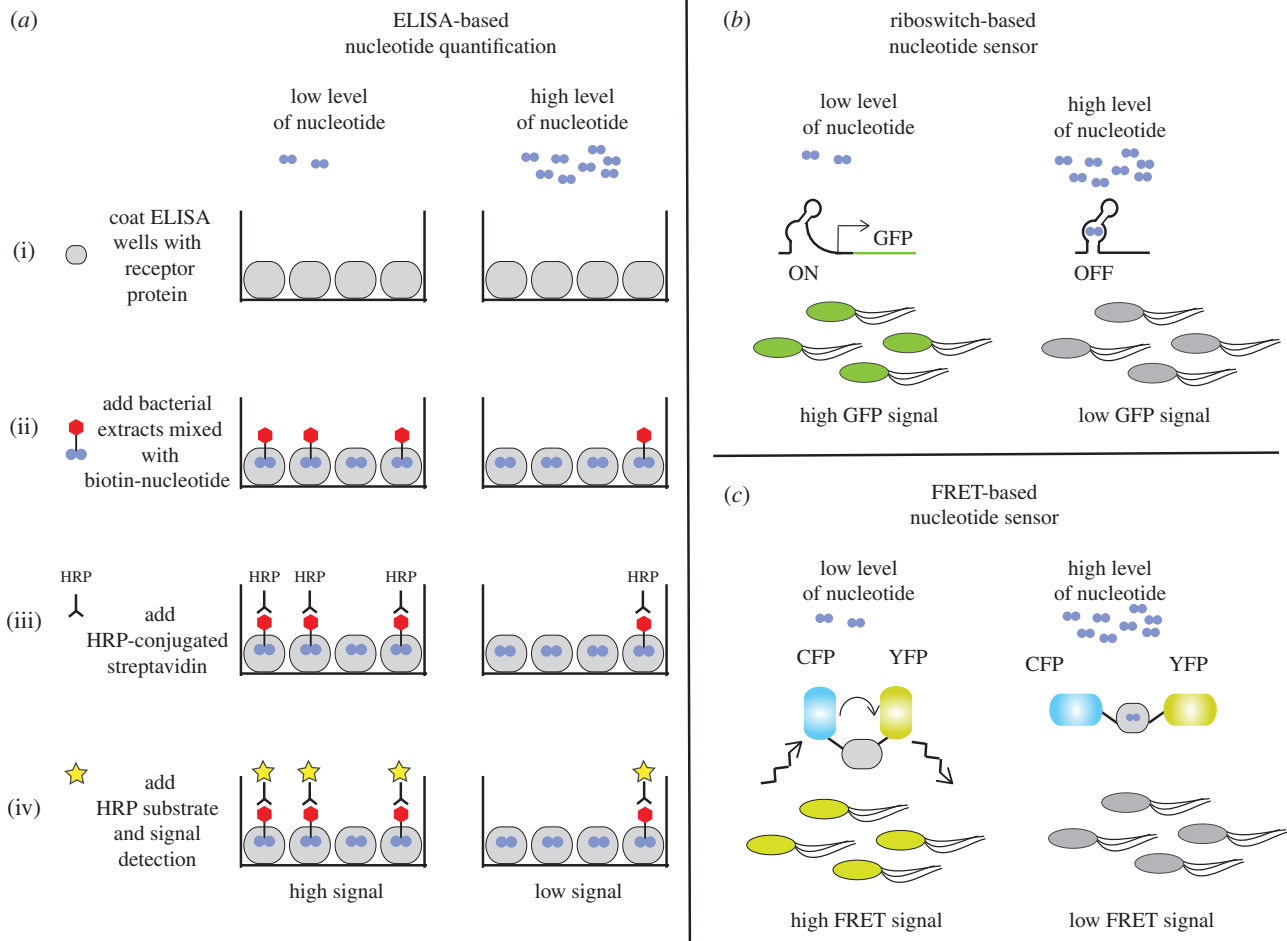 (a)
ELISA-based
nucleotide quantification
low level
of nucleotide
high level
of nucleotide
(i)
coat ELISA
wells with
receptor
protein
(ii)
add bacterial
extracts mixed
with
biotin-nucleotide
(iii)
HRP
add
HRP-conjugated
streptavidin
HRP HRP HRP
HRP
(iv)
add
HRP substrate
and signal
detection
high signal
low signal
(b)
riboswitch-based
nucleotide sensor
low level
of nucleotide
high level
of nucleotide
GFP
ON
OFF
high GFP signal
low GFP signal
(c)
FRET-based
nucleotide sensor
low level
of nucleotide
high level
of nucleotide
CFP YFP
CFP YFP
high FRET signal
low FRET signal